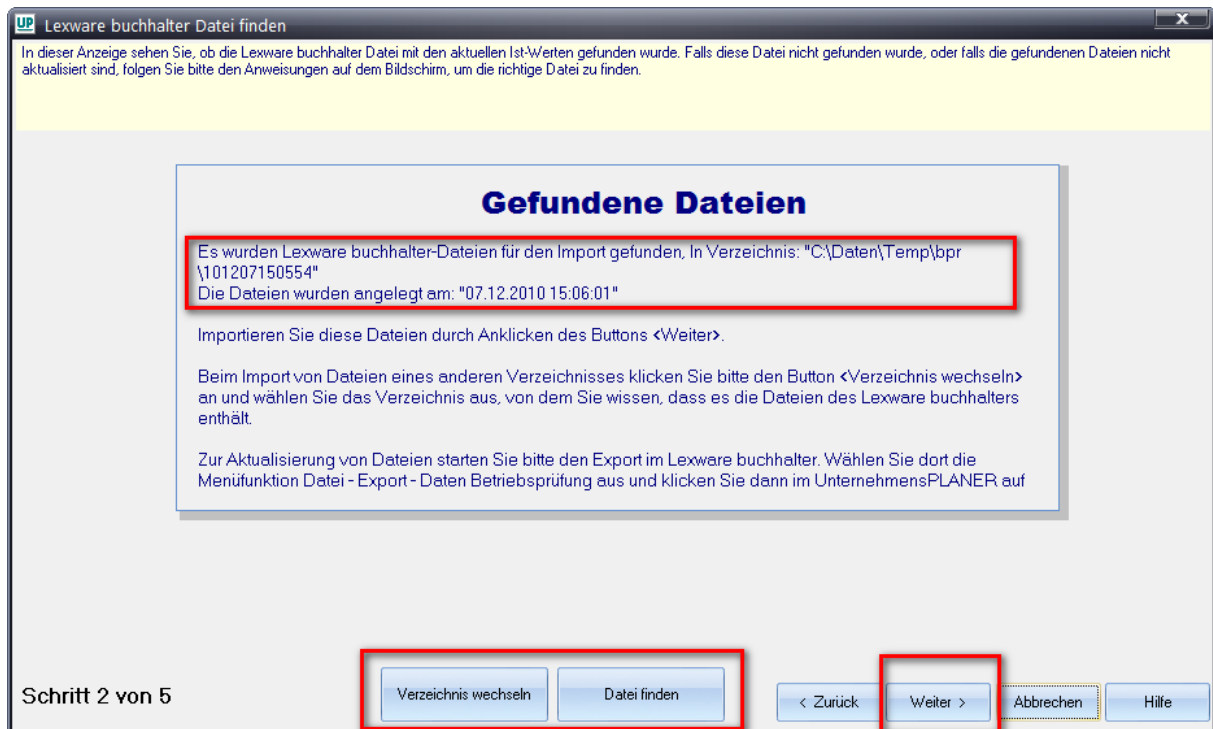 UP Lexware buchhalter Datei finden
x
In dieser Anzeige sehen Sie, ob die Lexware buchhalter Datei mit den aktuellen Ist-Werten gefunden wurde. Falls diese Datei nicht gefunden wurde, oder falls die gefundenen Dateien nicht
aktualisiert sind, folgen Sie bitte den Anweisungen auf dem Bildschirm, um die richtige Datei zu finden.
Gefundene Dateien
Es wurden Lexware buchhalter-Dateien für den Import gefunden, In Verzeichnis: "C:\Daten\Temp\bpr
\101207150554"
Die Dateien wurden angelegt am: "07.12.2010 15:06:01"
Importieren Sie diese Dateien durch Anklicken des Buttons <Weiter>.
Beim Import von Dateien eines anderen Verzeichnisses klicken Sie bitte den Button <Verzeichnis wechseln>
an und wählen Sie das Verzeichnis aus, von dem Sie wissen, dass es die Dateien des Lexware buchhalters
enthält.
Zur Aktualisierung von Dateien starten Sie bitte den Export im Lexware buchhalter. Wählen Sie dort die
Menüfunktion Datei - Export - Daten Betriebsprüfung aus und klicken Sie dann im UnternehmensPLANER auf
Schritt 2 von 5
Verzeichnis wechseln
Datei finden
< Zurück
Weiter >
Abbrechen
Hilfe